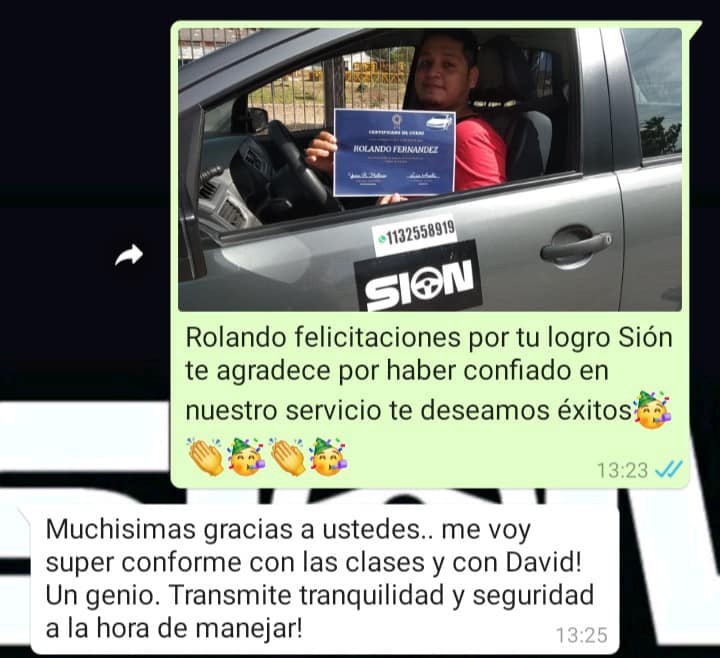 CERTIFICADO DE CURSO
ROLANDO FERNANDEZ
1132558919
SION
Rolando felicitaciones por tu logro Sión
te agradece por haber confiado en
nuestro servicio te deseamos éxitos🥳
👏🥳👏🥳
13:23
Muchisimas gracias a ustedes.. me voy
super conforme con las clases y con David!
Un genio. Transmite tranquilidad y seguridad
a la hora de manejar!
13:25